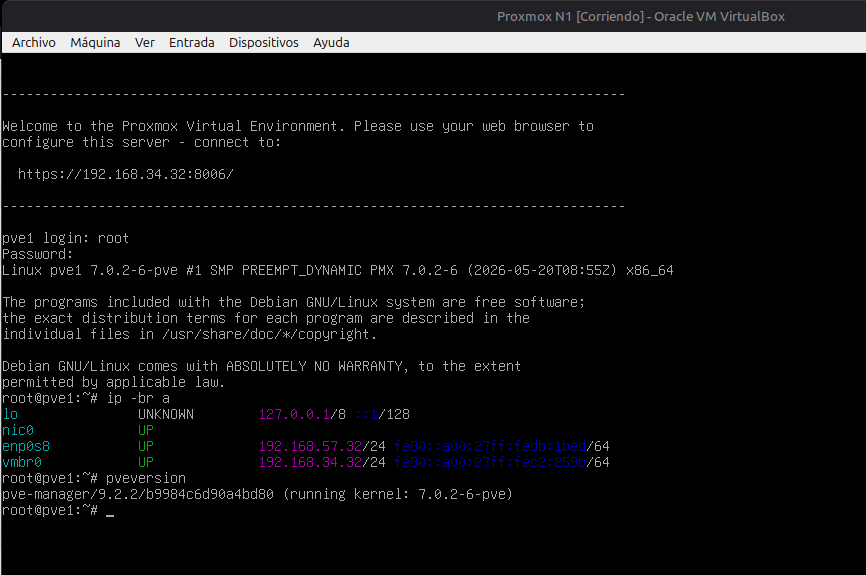 Proxmox N1 [Corriendo] - Oracle VM VirtualBox
Archivo Máquina Ver Entrada Dispositivos Ayuda
-------------------------------------------------------------------------------
Welcome to the Proxmox Virtual Environment. Please use your web browser to
configure this server - connect to:
https://192.168.34.32:8006/
-------------------------------------------------------------------------------
pve1 login: root
Password:
Linux pve1 7.0.2-6-pve #1 SMP PREEMPT_DYNAMIC PMX 7.0.2-6 (2026-05-20T08:55Z) x86_64
The programs included with the Debian GNU/Linux system are free software;
the exact distribution terms for each program are described in the
individual files in /usr/share/doc/*/copyright.
Debian GNU/Linux comes with ABSOLUTELY NO WARRANTY, to the extent
permitted by applicable law.
root@pve1:~# ip -br a
lo UNKNOWN 127.0.0.1/8 ::1/128
nic0 UP
enp0s8 UP 192.168.57.32/24 fe80::a00:27ff:fedb:1bed/64
vmbr0 UP 192.168.34.32/24 /64
root@pve1:~# pveversion
pve-manager/9.2.2/b9984c6d90a4bd80 (running kernel: 7.0.2-6-pve)
root@pve1:~# _